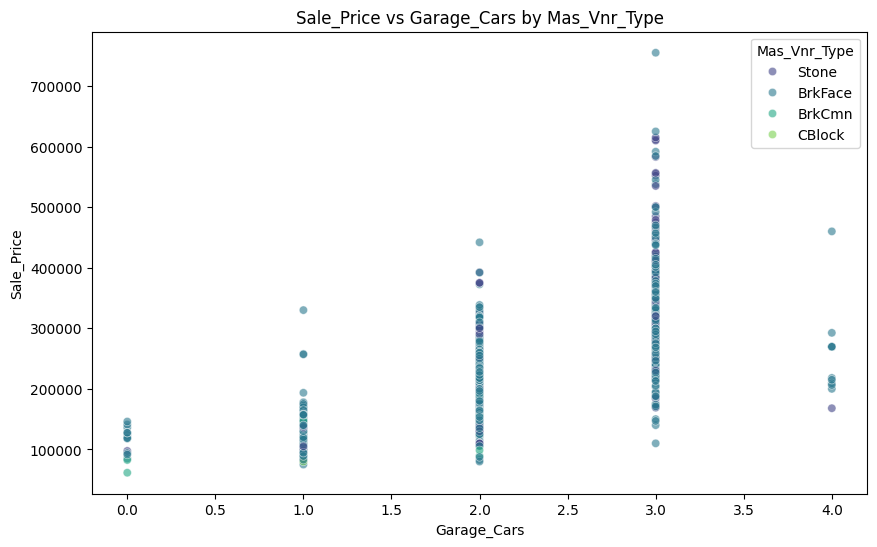 Sale_Price vs Garage_Cars by Mas_Vnr_Type
Mas_Vnr_Type
Stone
BrkFace
BrkCmn
CBlock
Sale_Price
700000
600000
500000
400000
300000
200000
100000
0.0 0.5 1.0 1.5 2.0 2.5 3.0 3.5 4.0
Garage_Cars